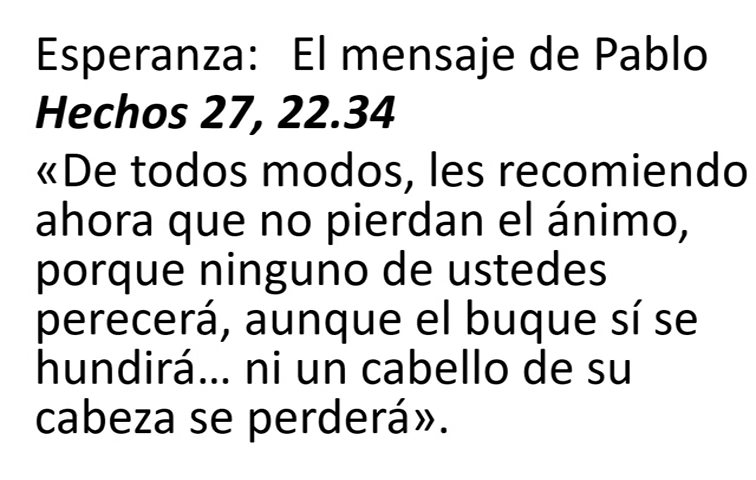 Esperanza:   El mensaje de Pablo
Hechos 27, 22.34
«De todos modos, les recomiendo
ahora que no pierdan el ánimo,
porque ninguno de ustedes
perecerá, aunque el buque sí se
hundirá... ni un cabello de su
cabeza se perderá».